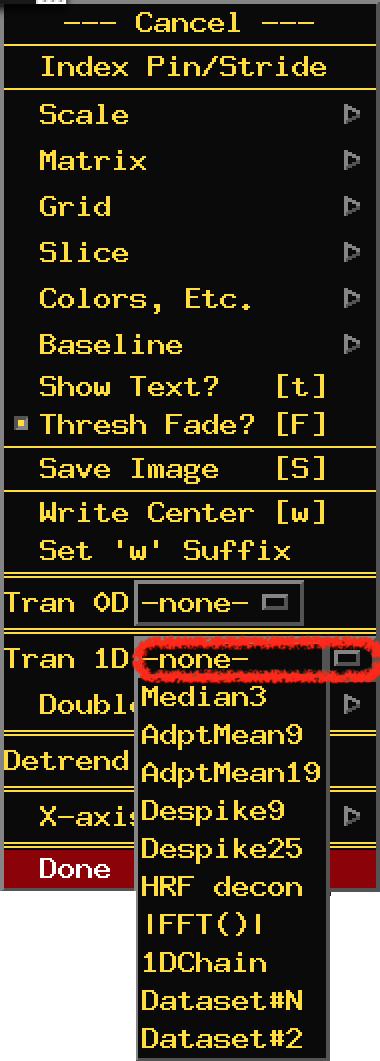 --- Cancel ---
Index Pin/Stride
Scale
Matrix
Grid
Slice
Colors, Etc.
Baseline
Show Text? [t]
Thresh Fade? [F]
Save Image [S]
Write Center [w]
Set 'w' Suffix
Tran 0D -none-
Tran 1D -none-
Median3
AdptMean9
Detrend
AdptMean19
Despike9
X-axis
Despike25
Done
HRF decon
|FFT()|
1DChain
Dataset#N
Dataset#2